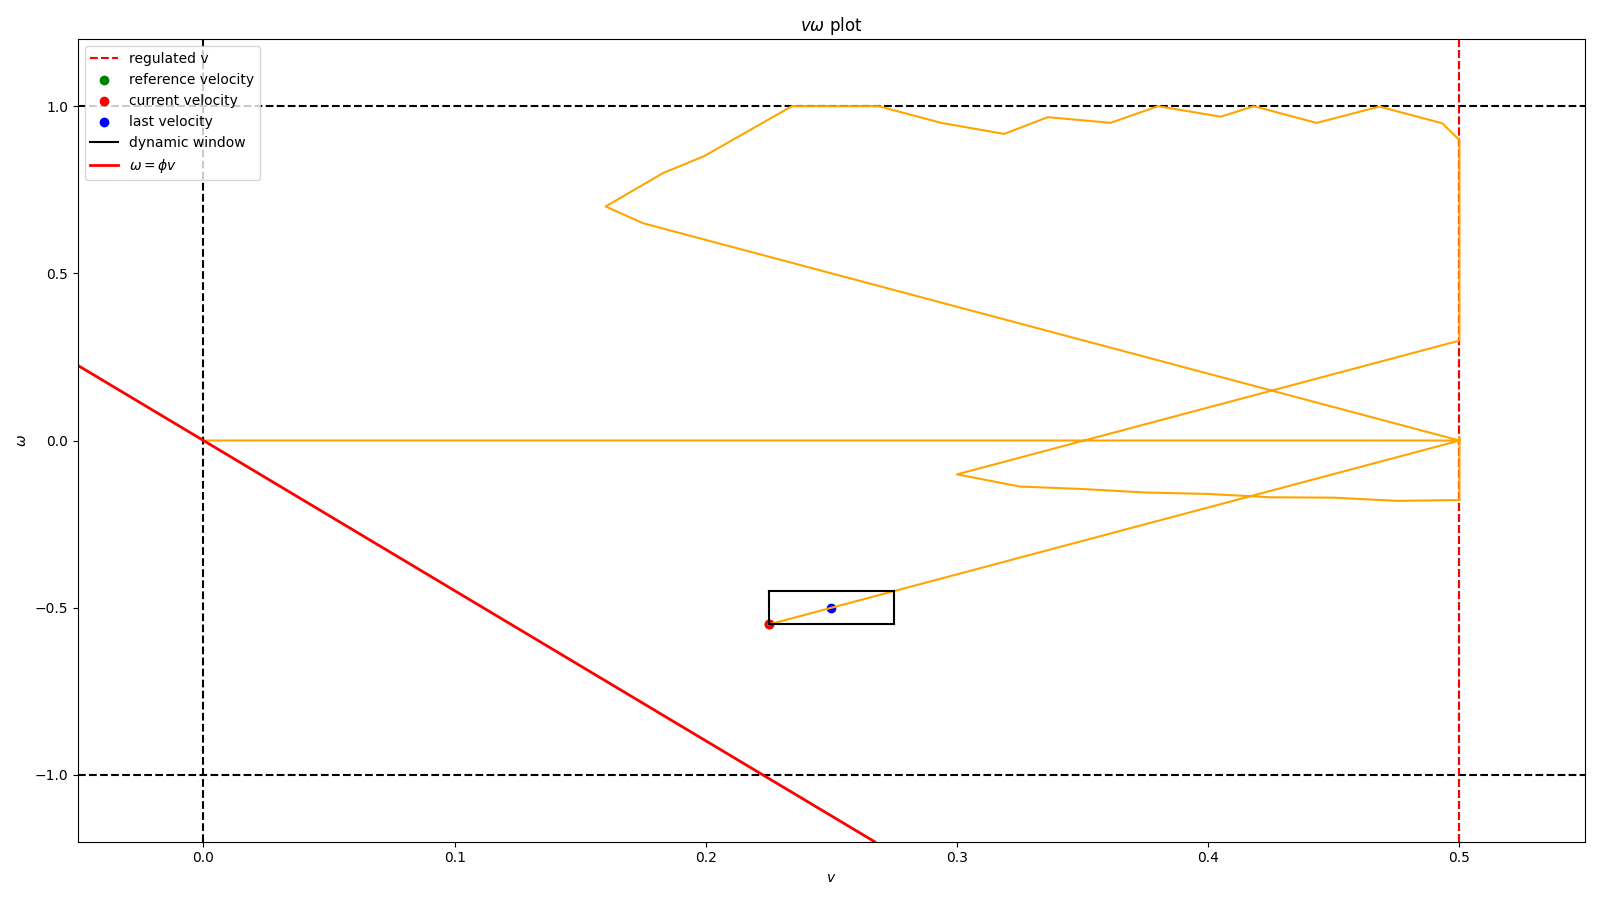 vω plot
regulated v
reference velocity
current velocity
last velocity
dynamic window
ω = ϕv
1.0
0.5
0.0
−0.5
−1.0
ω
0.0 0.1 0.2 0.3 0.4 0.5
v